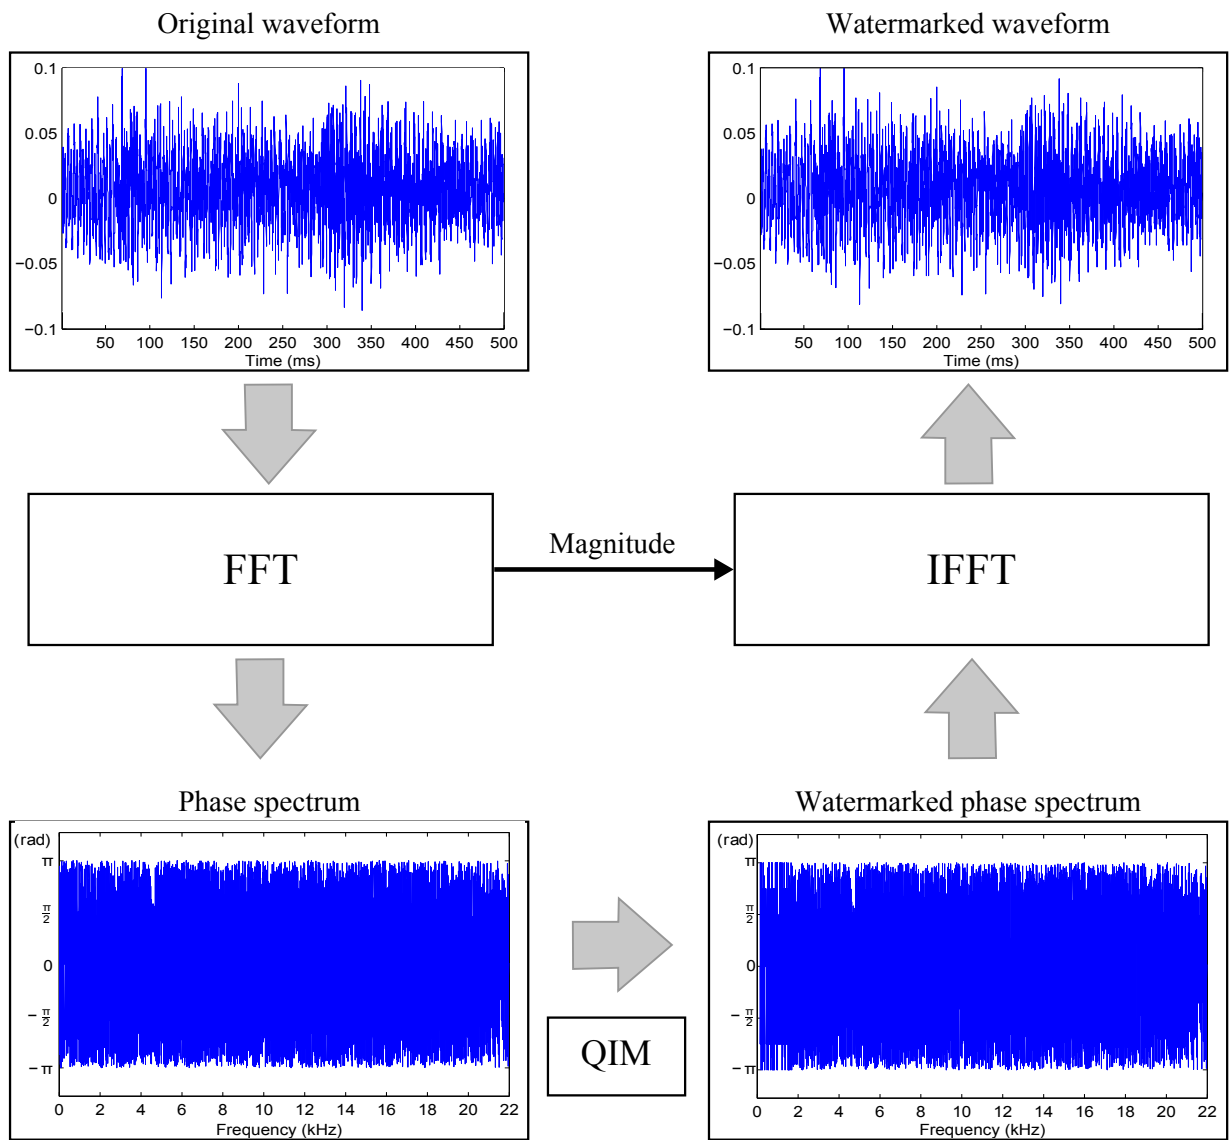 Original waveform
Watermarked waveform
0.1
0.05
0
−0.05
−0.1
50 100 150 200 250 300 350 400 450 500
Time (ms)
0.1
0.05
0
−0.05
−0.1
50 100 150 200 250 300 350 400 450 500
Time (ms)
FFT
Magnitude
IFFT
Phase spectrum
Watermarked phase spectrum
(rad)
π
π/2
0
−π/2
−π
0 2 4 6 8 10 12 14 16 18 20 22
Frequency (kHz)
QIM
(rad)
π
π/2
0
−π/2
−π
0 2 4 6 8 10 12 14 16 18 20 22
Frequency (kHz)